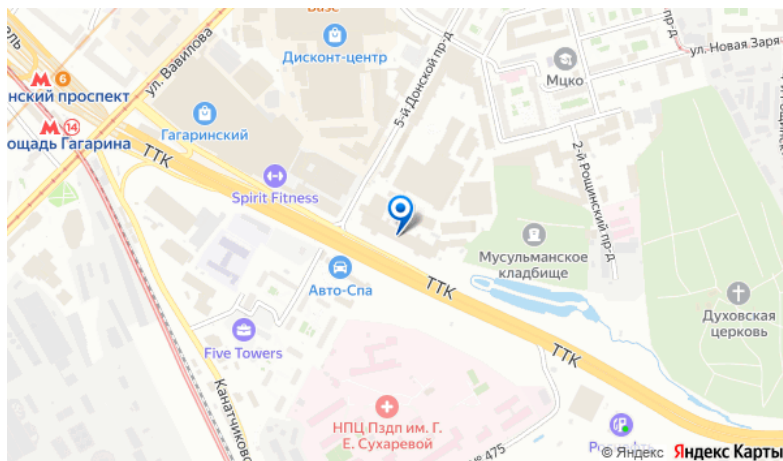 Дисконт-центр
ул. Вавилова
6
нский проспект
14
ощадь Гагарина
Гагаринский
5-й Донской пр-д
Мцко
ул. Новая Заря
пр-д
2-й Рощинский пр-д
ТТК
Spirit Fitness
Мусульманское
кладбище
Авто-Спа
ТТК
Духовская
церковь
Five Towers
ТТК
Канатчиково
НПЦ Пздп им. Г.
Е. Сухаревой
№ 475
© Яндекс Яндекс Карты